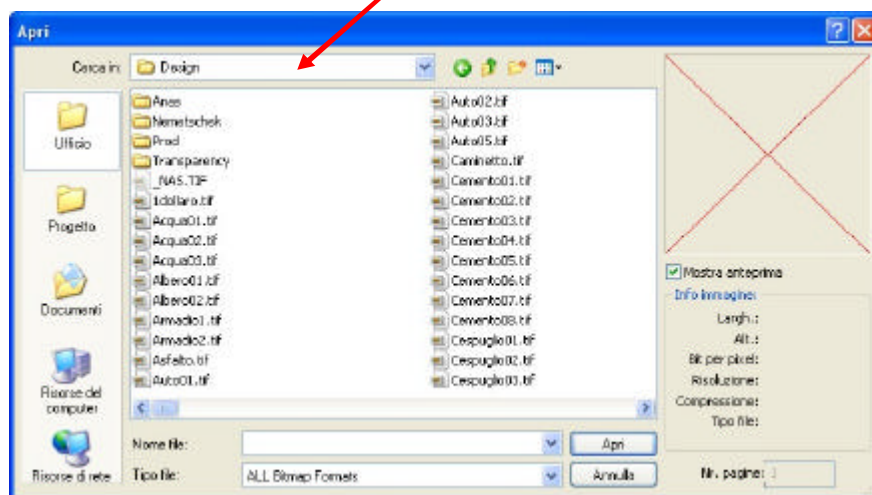 Apri
Cerca in: Design
Ufficio
Progetto
Documenti
Risorse del
computer
Risorse di rete
Anas
Nemetschek
Prod
Transparency
_NAS.TIF
1dollaro.tif
Acqua01.tif
Acqua02.tif
Acqua03.tif
Albero01.tif
Albero02.tif
Armadio1.tif
Armadio2.tif
Asfalto.tif
Auto01.tif
Auto02.tif
Auto03.tif
Auto05.tif
Caminetto.tif
Cemento01.tif
Cemento02.tif
Cemento03.tif
Cemento04.tif
Cemento05.tif
Cemento06.tif
Cemento07.tif
Cemento08.tif
Cespuglio01.tif
Cespuglio02.tif
Cespuglio03.tif
Nome file:
Apri
Tipo file: ALL Bitmap Formats
Annulla
Mostra anteprima
Info immagine:
Largh.:
Alt.:
Bit per pixel:
Risoluzione:
Compressione:
Tipo file:
Nr. pagine: 1